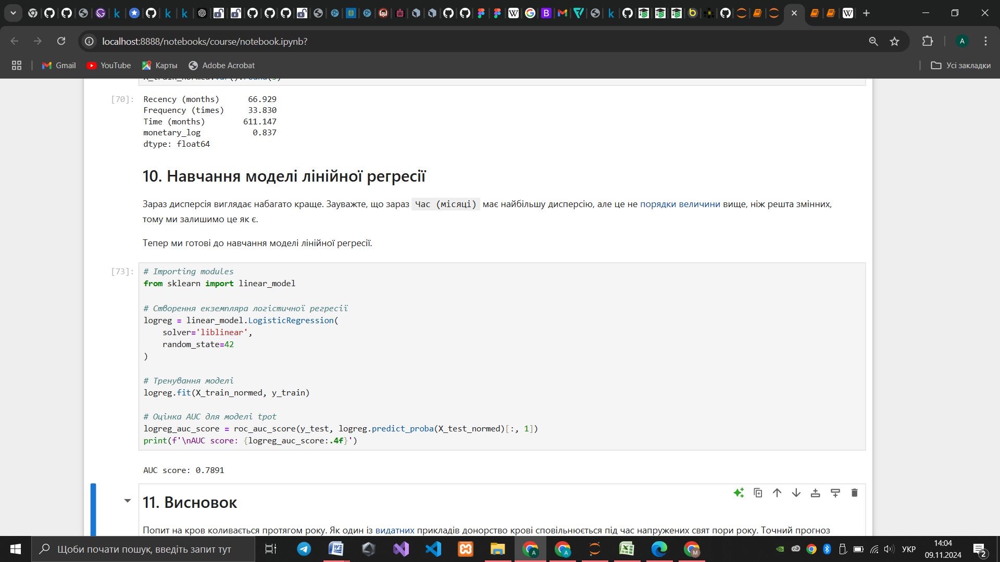 localhost:8888/notebooks/course/notebook.ipynb?
A
Gmail
YouTube
Карты
Adobe Acrobat
Усі закладки
[70]:
Recency (months) 66.929
Frequency (times) 33.830
Time (months) 611.147
monetary_log 0.837
dtype: float64
10. Навчання моделі лінійної регресії
Зараз дисперсія виглядає набагато краще. Зауважте, що зараз Час (місяці) має найбільшу дисперсію, але це не порядки величини вище, ніж решта змінних,
тому ми залишимо це як є.
Тепер ми готові до навчання моделі лінійної регресії.
[73]:
# Importing modules
from sklearn import linear_model
# Створення екземпляра логістичної регресії
logreg = linear_model.LogisticRegression(
solver='liblinear',
random_state=42
)
# Тренування моделі
logreg.fit(X_train_normed, y_train)
# Оцінка AUC для моделі tpot
logreg_auc_score = roc_auc_score(y_test, logreg.predict_proba(X_test_normed)[:, 1])
print(f'\nAUC score: {logreg_auc_score:.4f}')
AUC score: 0.7891
11. Висновок
Попит на кров коливається протягом року. Як один із видатних прикладів донорство крові сповільнюється під час напружених свят пори року. Точний прогноз
Щоби почати пошук, введіть запит тут
УКР
14:04
09.11.2024
2